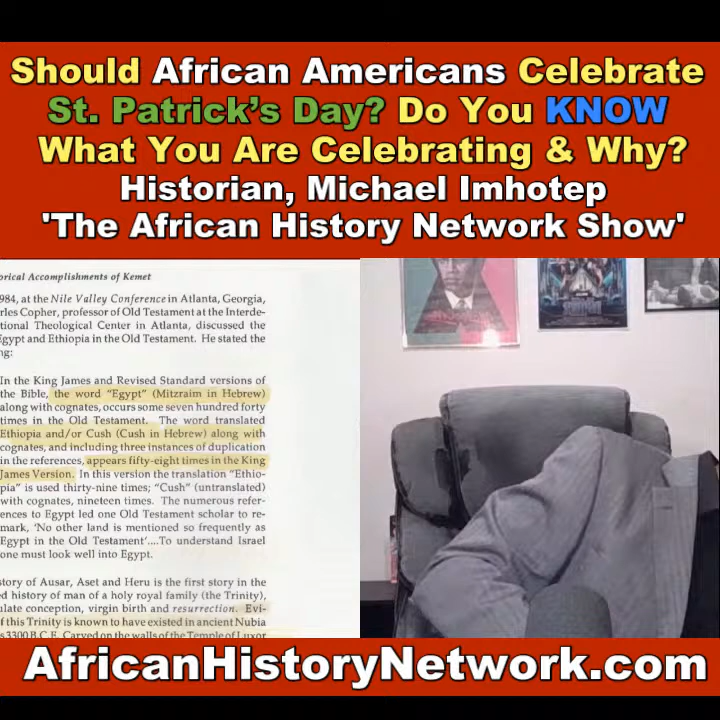 Should African Americans Celebrate
St. Patrick's Day? Do You KNOW
What You Are Celebrating & Why?
Historian, Michael Imhotep
'The African History Network Show'
orical Accomplishments of Kemet
984, at the Nile Valley Conference in Atlanta, Georgia,
rles Copher, professor of Old Testament at the Interde-
tional Theological Center in Atlanta, discussed the
gypt and Ethiopia in the Old Testament. He stated the
ng:
In the King James and Revised Standard versions of
the Bible, the word "Egypt" (Mitzraim in Hebrew)
along with cognates, occurs some seven hundred forty
times in the Old Testament. The word translated
Ethiopia and/or Cush (Cush in Hebrew) along with
cognates, and including three instances of duplication
in the references, appears fifty-eight times in the King
James Version. In this version the translation "Ethio-
pia" is used thirty-nine times; "Cush" (untranslated)
with cognates, nineteen times. The numerous refer-
ences to Egypt led one Old Testament scholar to re-
mark, 'No other land is mentioned so frequently as
Egypt in the Old Testament'....To understand Israel
one must look well into Egypt.
story of Ausar, Aset and Heru is the first story in the
d history of man of a holy royal family (the Trinity),
ulate conception, virgin birth and resurrection. Evi-
f this Trinity is known to have existed in ancient Nubia
s 3300 B.C.E. Carved on the walls of the Temple of Luxor
AfricanHistoryNetwork.com